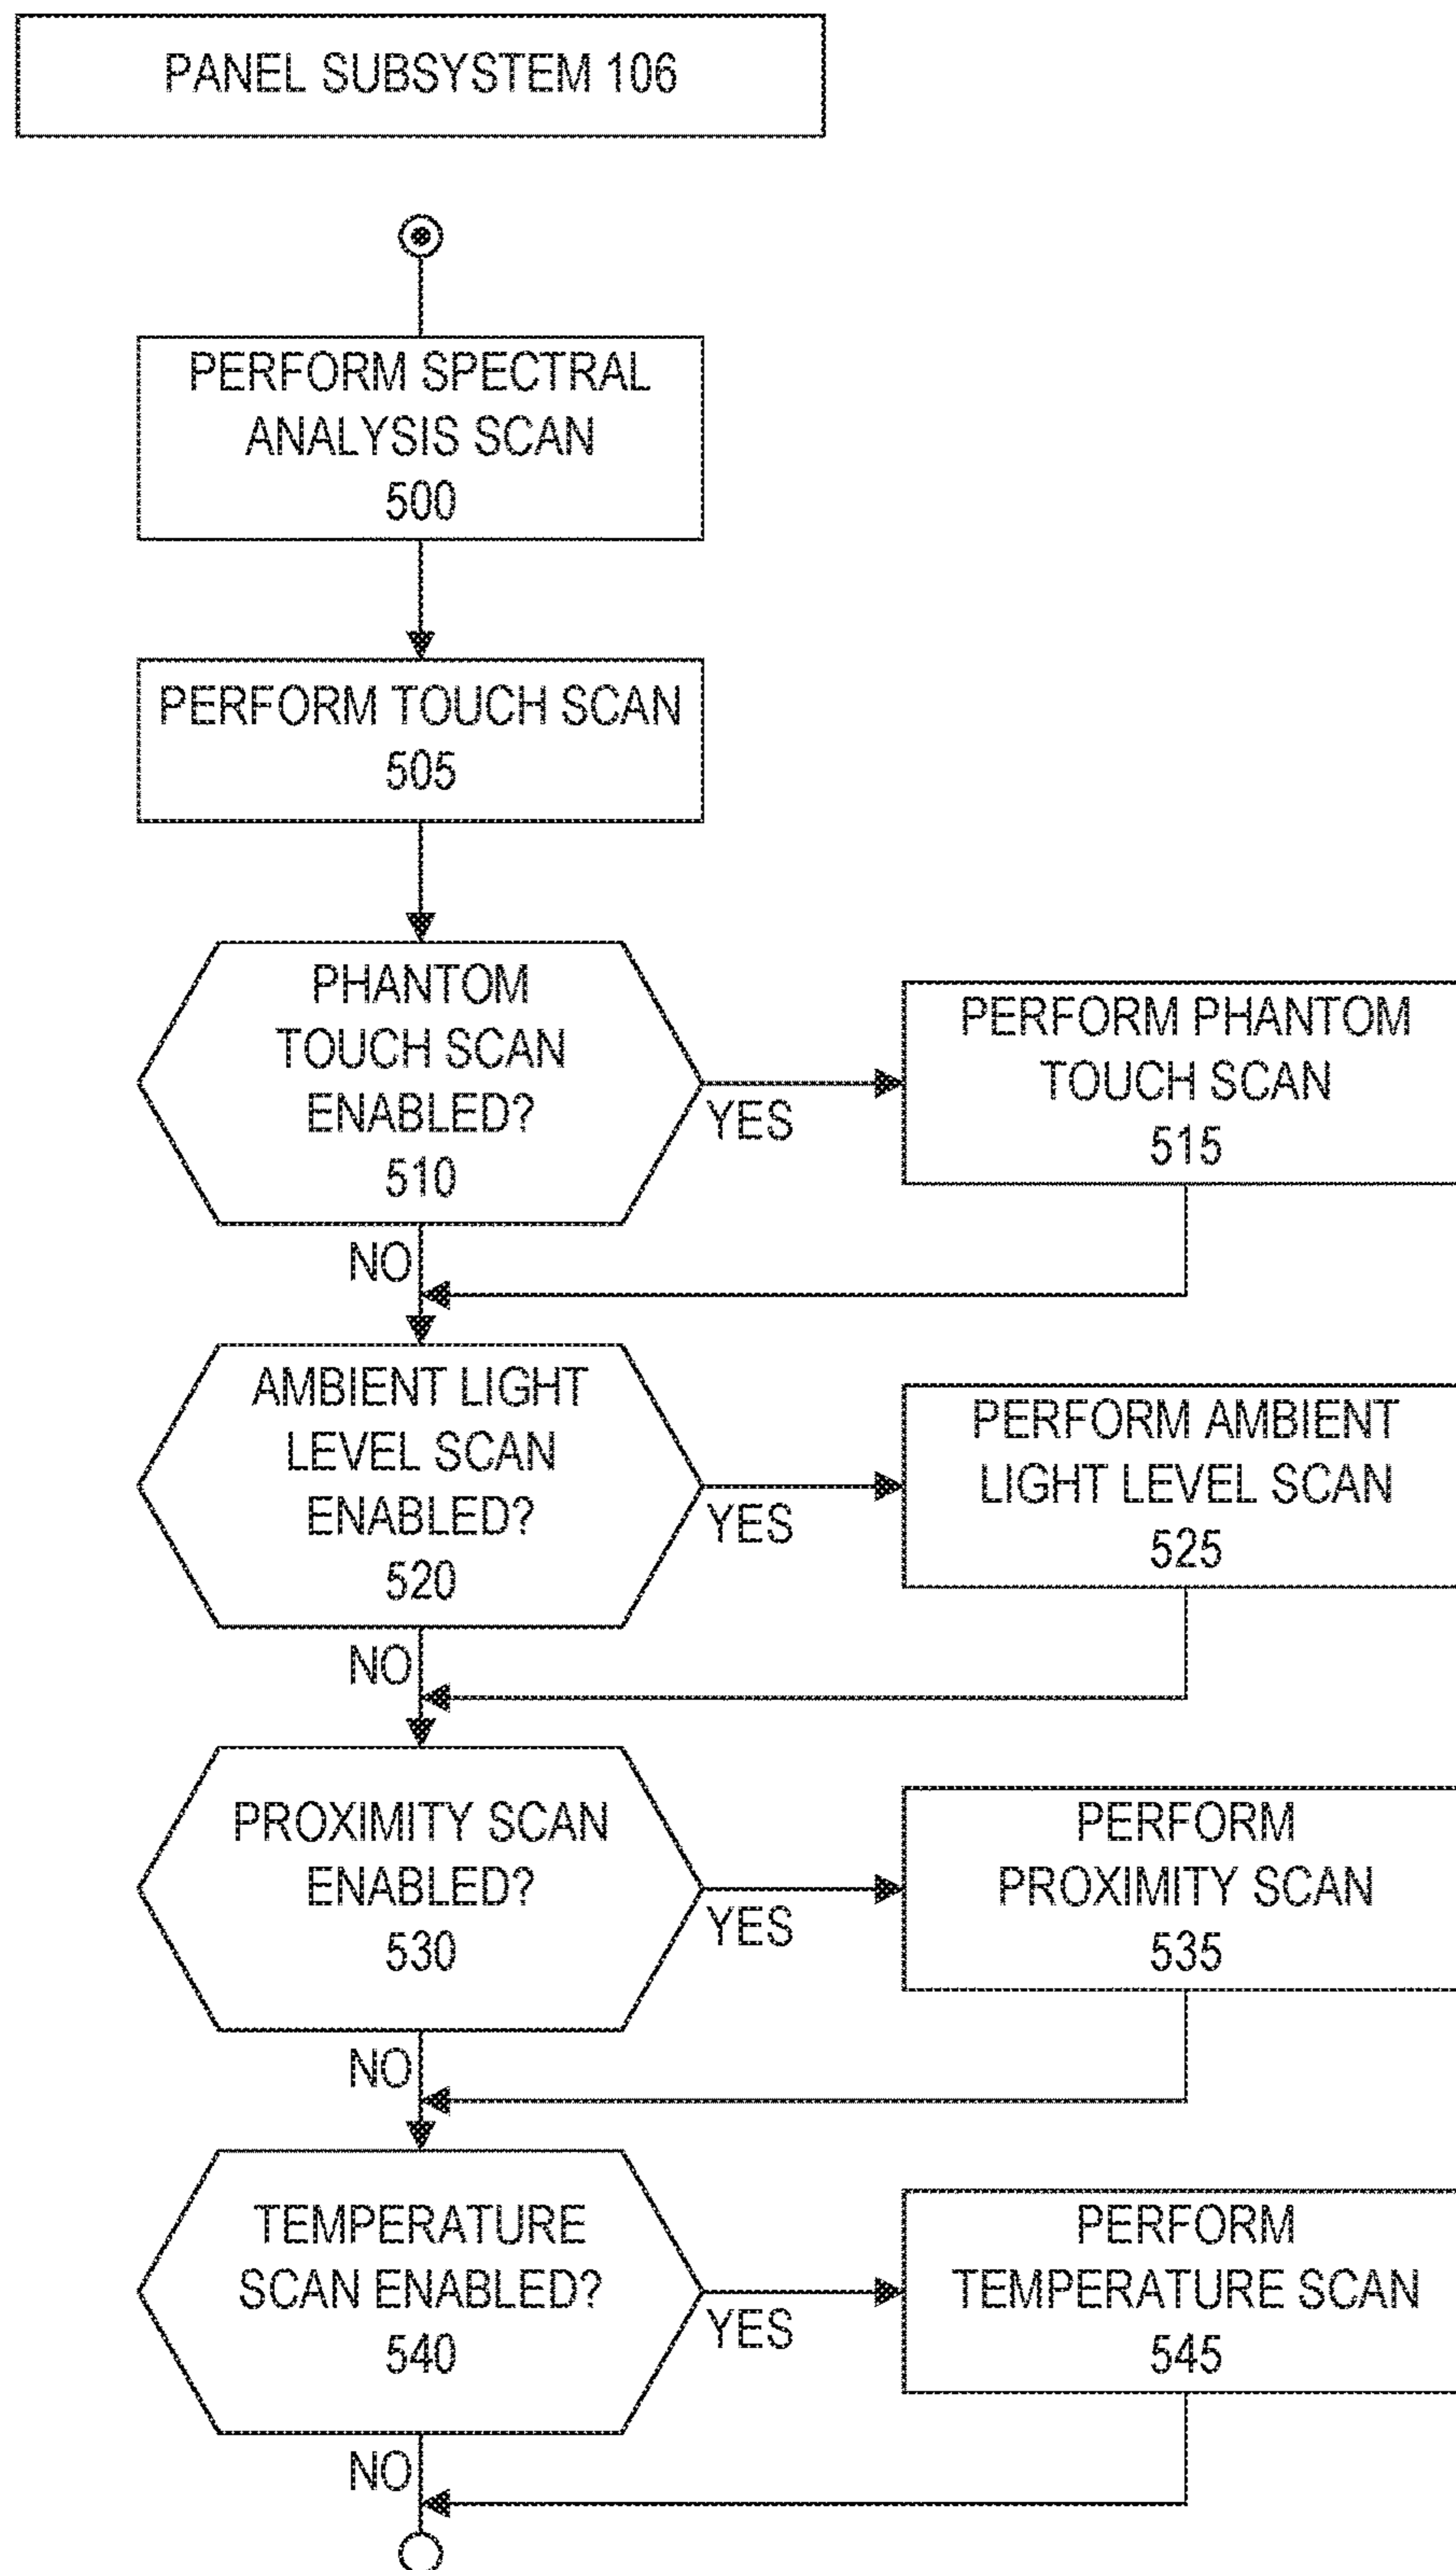 PANEL SUBSYSTEM 106
PERFORM SPECTRAL
ANALYSIS SCAN
500
PERFORM TOUCH SCAN
505
PHANTOM
TOUCH SCAN
ENABLED?
510
YES
NO
PERFORM PHANTOM
TOUCH SCAN
515
AMBIENT LIGHT
LEVEL SCAN
ENABLED?
520
YES
NO
PERFORM AMBIENT
LIGHT LEVEL SCAN
525
PROXIMITY SCAN
ENABLED?
530
YES
NO
PERFORM
PROXIMITY SCAN
535
TEMPERATURE
SCAN ENABLED?
540
YES
NO
PERFORM
TEMPERATURE SCAN
545